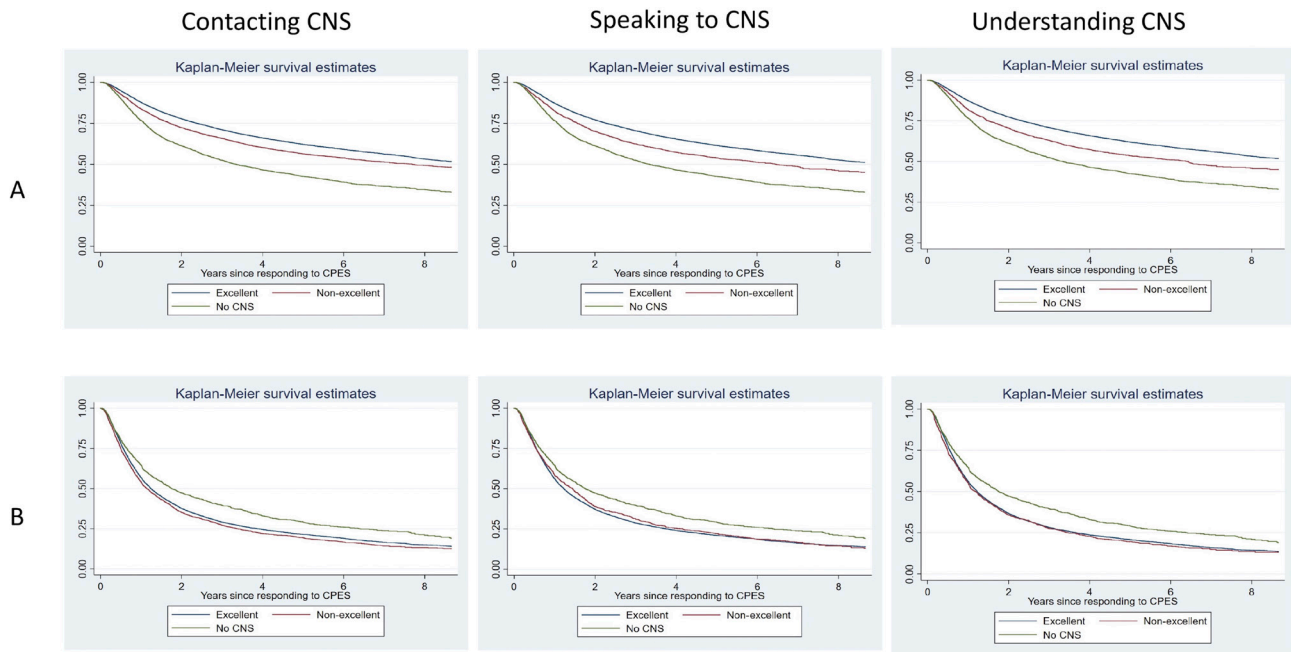 Contacting CNS
Speaking to CNS
Understanding CNS
A
Kaplan-Meier survival estimates
1.00
0.75
0.50
0.25
0.00
0 2 4 6 8
Years since responding to CPES
Excellent Non-excellent
No CNS
Kaplan-Meier survival estimates
1.00
0.75
0.50
0.25
0.00
0 2 4 6 8
Years since responding to CPES
Excellent Non-excellent
No CNS
Kaplan-Meier survival estimates
1.00
0.75
0.50
0.25
0.00
0 2 4 6 8
Years since responding to CPES
Excellent Non-excellent
No CNS
B
Kaplan-Meier survival estimates
1.00
0.75
0.50
0.25
0.00
0 2 4 6 8
Years since responding to CPES
Excellent Non-excellent
No CNS
Kaplan-Meier survival estimates
1.00
0.75
0.50
0.25
0.00
0 2 4 6 8
Years since responding to CPES
Excellent Non-excellent
No CNS
Kaplan-Meier survival estimates
1.00
0.75
0.50
0.25
0.00
0 2 4 6 8
Years since responding to CPES
Excellent Non-excellent
No CNS